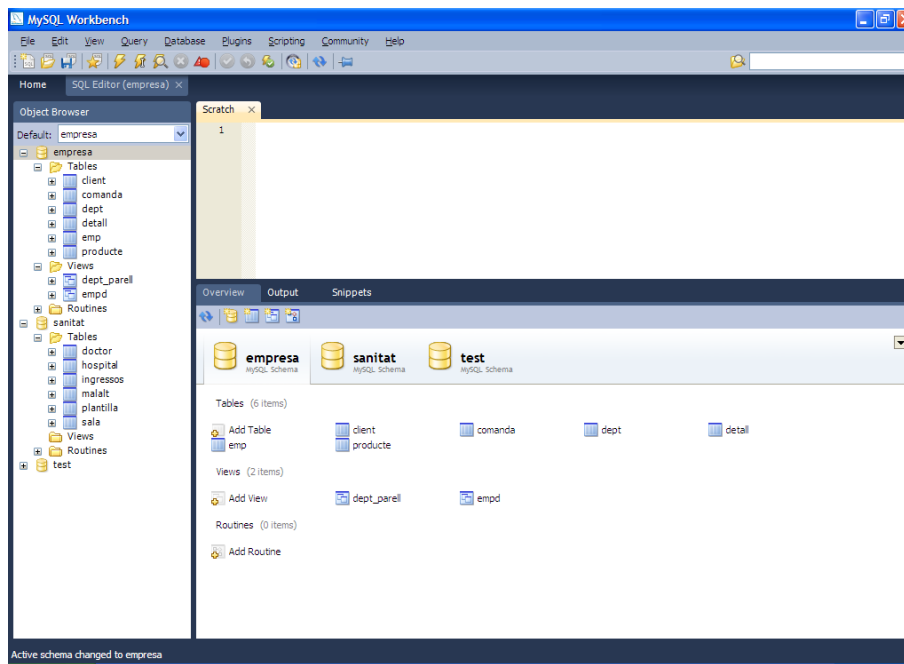 MySQL Workbench
File Edit View Query Database Plugins Scripting Community Help
Home SQL Editor (empresa) ×
Object Browser
Default: empresa
empresa
Tables
client
comanda
dept
detall
emp
producte
Views
dept_parell
empd
Routines
sanitat
Tables
doctor
hospital
ingressos
malalt
plantilla
sala
Views
Routines
test
Scratch ×
1
Overview Output Snippets
empresa sanitat test
MySQL Schema MySQL Schema MySQL Schema
Tables (6 items)
Add Table client comanda dept detall
emp producte
Views (2 items)
Add View dept_parell empd
Routines (0 items)
Add Routine
Active schema changed to empresa